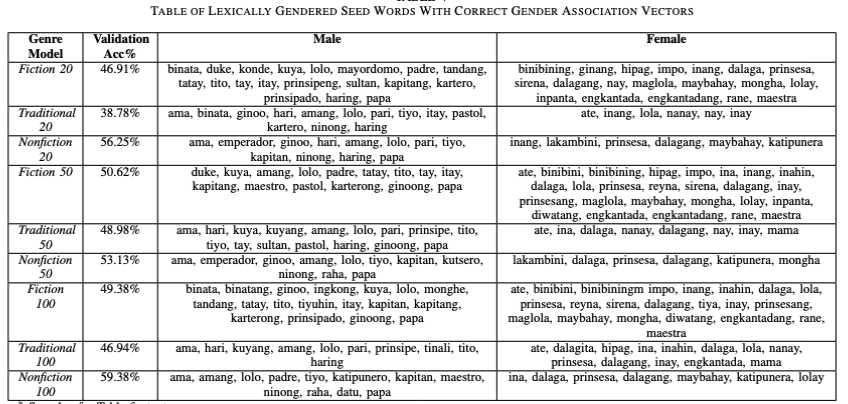 TABLE OF LEXICALLY GENDERED SEED WORDS WITH CORRECT GENDER ASSOCIATION VECTORS
Genre Model Validation Acc% Male Female
Fiction 20 46.91% binata, duke, konde, kuya, lolo, mayordomo, padre, tandang,
tatay, tito, tay, itay, prinsipeng, sultan, kapitang, kartero,
prinsipado, haring, papa
binibining, ginang, hipag, impo, inang, dalaga, prinsesa,
sirena, dalagang, nay, maglola, maybahay, mongha, lolay,
inpanta, engkantada, engkantadang, rane, maestra
Traditional 20 38.78% ama, binata, ginoo, hari, amang, lolo, pari, tiyo, itay, pastol,
kartero, ninong, haring
ate, inang, lola, nanay, nay, inay
Nonfiction 20 56.25% ama, emperador, ginoo, hari, amang, lolo, pari, tiyo,
kapitan, ninong, haring, papa
inang, lakambini, prinsesa, dalagang, maybahay, katipunera
Fiction 50 50.62% duke, kuya, amang, lolo, padre, tatay, tito, tay, itay,
kapitang, maestro, pastol, karterong, ginoong, papa
ate, binibini, binibining, hipag, impo, ina, inang, inahin,
dalaga, lola, prinsesa, reyna, sirena, dalagang, inay,
prinsesang, maglola, maybahay, mongha, lolay, inpanta,
diwatang, engkantada, engkantadang, rane, maestra
Traditional 50 48.98% ama, hari, kuya, kuyang, amang, lolo, pari, prinsipe, tito,
tiyo, tay, sultan, pastol, haring, ginoong, papa
ate, ina, dalaga, nanay, dalagang, nay, inay, mama
Nonfiction 50 53.13% ama, emperador, ginoo, amang, lolo, tiyo, kapitan, kutsero,
ninong, raha, papa
lakambini, dalaga, prinsesa, dalagang, katipunera, mongha
Fiction 100 49.38% binata, binatang, ginoo, ingkong, kuya, lolo, monghe,
tandang, tatay, tito, tiyuhin, itay, kapitan, kapitang,
karterong, prinsipado, ginoong, papa
ate, binibini, binibiningm impo, inang, inahin, dalaga, lola,
prinsesa, reyna, sirena, dalagang, tiya, inay, prinsesang,
maglola, maybahay, mongha, diwatang, engkantadang, rane,
maestra
Traditional 100 46.94% ama, hari, kuyang, amang, lolo, pari, prinsipe, tinali, tito,
haring
ate, dalagita, hipag, ina, inahin, dalaga, lola, nanay,
prinsesa, dalagang, inay, engkantada, mama
Nonfiction 100 59.38% ama, amang, lolo, padre, tiyo, katipunero, kapitan, maestro,
ninong, raha, datu, papa
ina, dalaga, prinsesa, dalagang, maybahay, katipunera, lolay